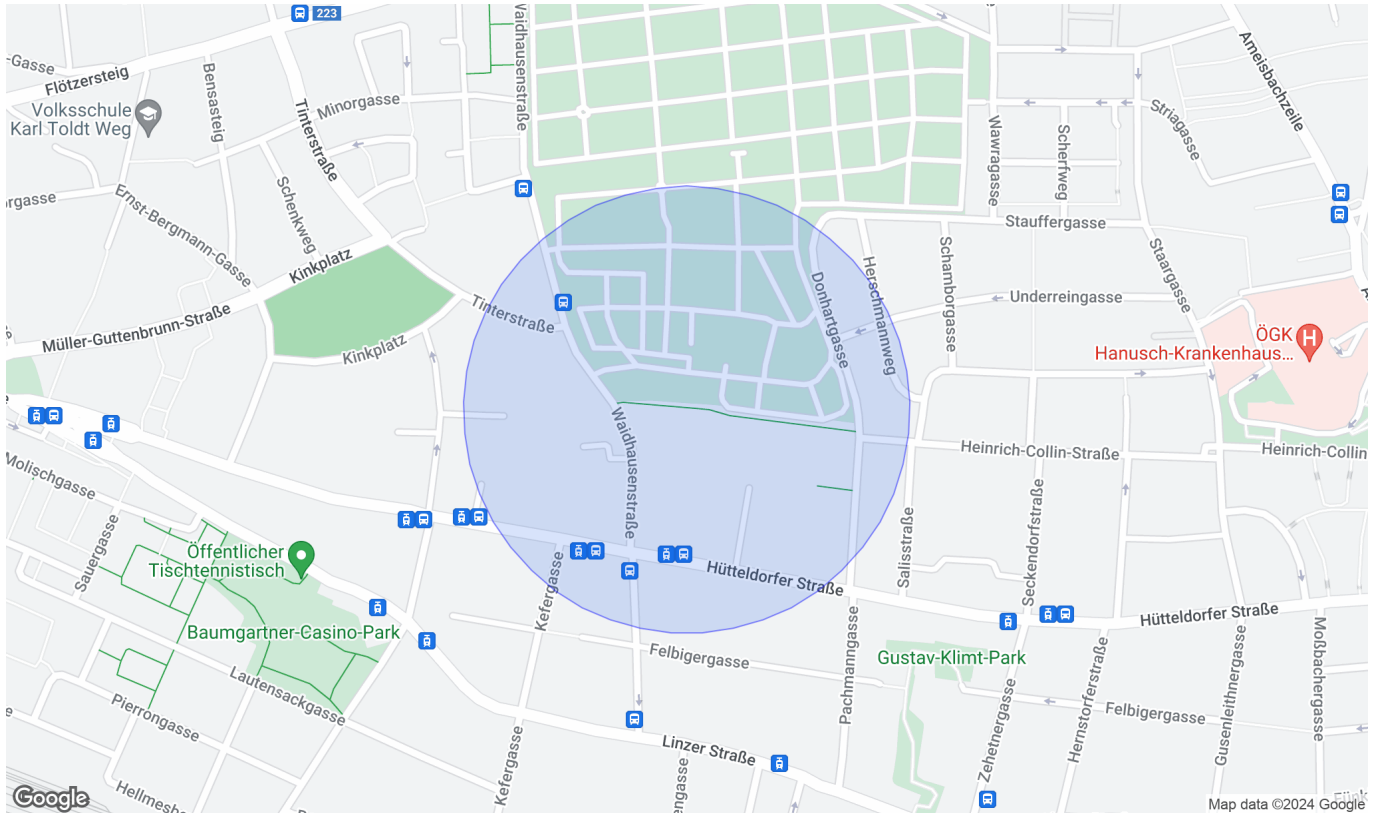 223
-Gasse
Flötzersteig
Bensasteig
Waidhausenstraße
Ameisbachzeile
Volksschule
Karl Toldt Weg
Tinterstraße
Minorgasse
Striagasse
Wawragasse
Scherfweg
Schenkweg
orgasse
Ernst-Bergmann-Gasse
Stauffergasse
Kinkplatz
Schamborgasse
Staargasse
Herschmannweg
Donhartgasse
Underreingasse
Tinterstraße
Müller-Guttenbrunn-Straße
Kinkplatz
ÖGK
Hanusch-Krankenhaus...
H
Waidhausenstraße
Heinrich-Collin-Straße
Heinrich-Collin
Molischgasse
Sauergasse
Salisstraße
Seckendorfstraße
Öffentlicher
Tischtennistisch
Kefergasse
Hütteldorfer Straße
Hütteldorfer Straße
Baumgartner-Casino-Park
Felbigergasse
Pachmanngasse
Gustav-Klimt-Park
Hernstorferstraße
Gusenleithnergasse
Moßbachergasse
Lautensackgasse
Pierrongasse
Zehetnergasse
Felbigergasse
Kefergasse
Linzer Straße
engasse
Hellmesb
Google
Map data ©2024 Google